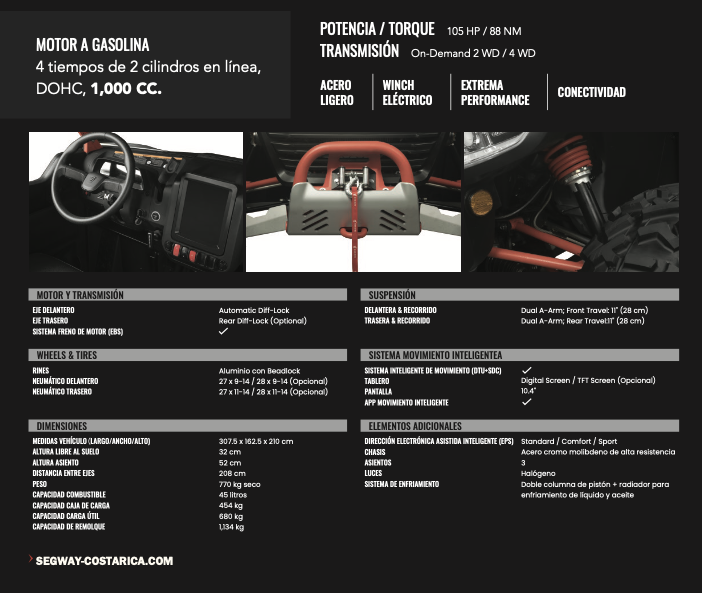 MOTOR A GASOLINA
4 tiempos de 2 cilindros en línea,
DOHC, 1,000 CC.
POTENCIA / TORQUE 105 HP / 88 NM
TRANSMISIÓN On-Demand 2 WD / 4 WD
ACERO
LIGERO
WINCH
ELÉCTRICO
EXTREMA
PERFORMANCE
CONECTIVIDAD
MOTOR Y TRANSMISIÓN
EJE DELANTERO Automatic Diff-Lock
EJE TRASERO Rear Diff-Lock (Optional)
SISTEMA FRENO DE MOTOR (EBS) ✓
WHEELS & TIRES
RINES Aluminio con Beadlock
NEUMÁTICO DELANTERO 27 x 9-14 / 28 x 9-14 (Opcional)
NEUMÁTICO TRASERO 27 x 11-14 / 28 x 11-14 (Opcional)
DIMENSIONES
MEDIDAS VEHÍCULO (LARGO/ANCHO/ALTO) 307.5 x 162.5 x 210 cm
ALTURA LIBRE AL SUELO 32 cm
ALTURA ASIENTO 52 cm
DISTANCIA ENTRE EJES 208 cm
PESO 770 kg seco
CAPACIDAD COMBUSTIBLE 45 litros
CAPACIDAD CAJA DE CARGA 454 kg
CAPACIDAD CARGA ÚTIL 680 kg
CAPACIDAD DE REMOLQUE 1,134 kg
SUSPENSIÓN
DELANTERA & RECORRIDO Dual A-Arm; Front Travel: 11" (28 cm)
TRASERA & RECORRIDO Dual A-Arm; Rear Travel:11" (28 cm)
SISTEMA MOVIMIENTO INTELIGENTEA
SISTEMA INTELIGENTE DE MOVIMIENTO (DTU+SDC) ✓
TABLERO Digital Screen / TFT Screen (Opcional)
PANTALLA 10.4"
APP MOVIMIENTO INTELIGENTE ✓
ELEMENTOS ADICIONALES
DIRECCIÓN ELECTRÓNICA ASISTIDA INTELIGENTE (EPS) Standard / Comfort / Sport
CHASIS Acero cromo molibdeno de alta resistencia
ASIENTOS 3
LUCES Halógeno
SISTEMA DE ENFRIAMIENTO Doble columna de pistón + radiador para
enfriamiento de líquido y aceite
SEGWAY-COSTARICA.COM